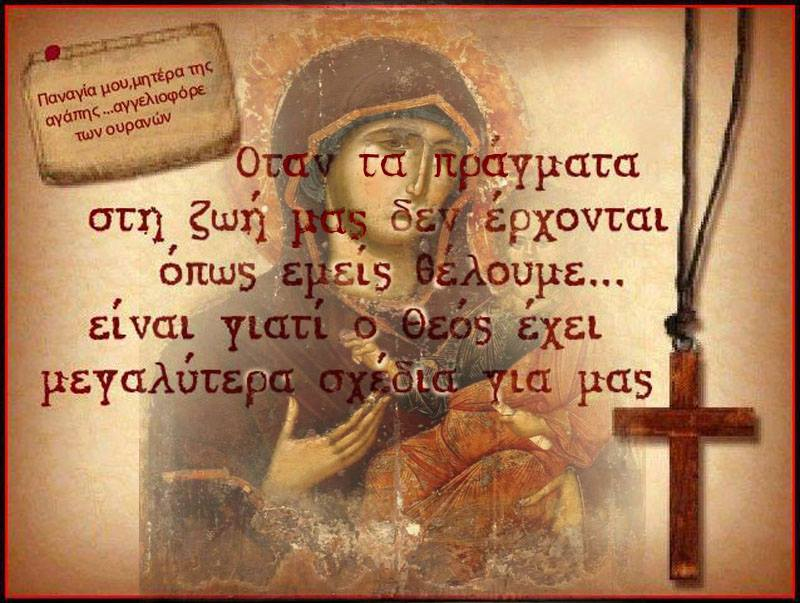 Παναγία μου,μητέρα της
αγάπης ...αγγελιοφόρε
των ουρανών
Οταν τα πράγματα
στη ζωή μας δεν έρχονται
όπως εμείς θέλουμε...
είναι γιατί ο Θεός έχει
μεγαλύτερα σχέδια για μας